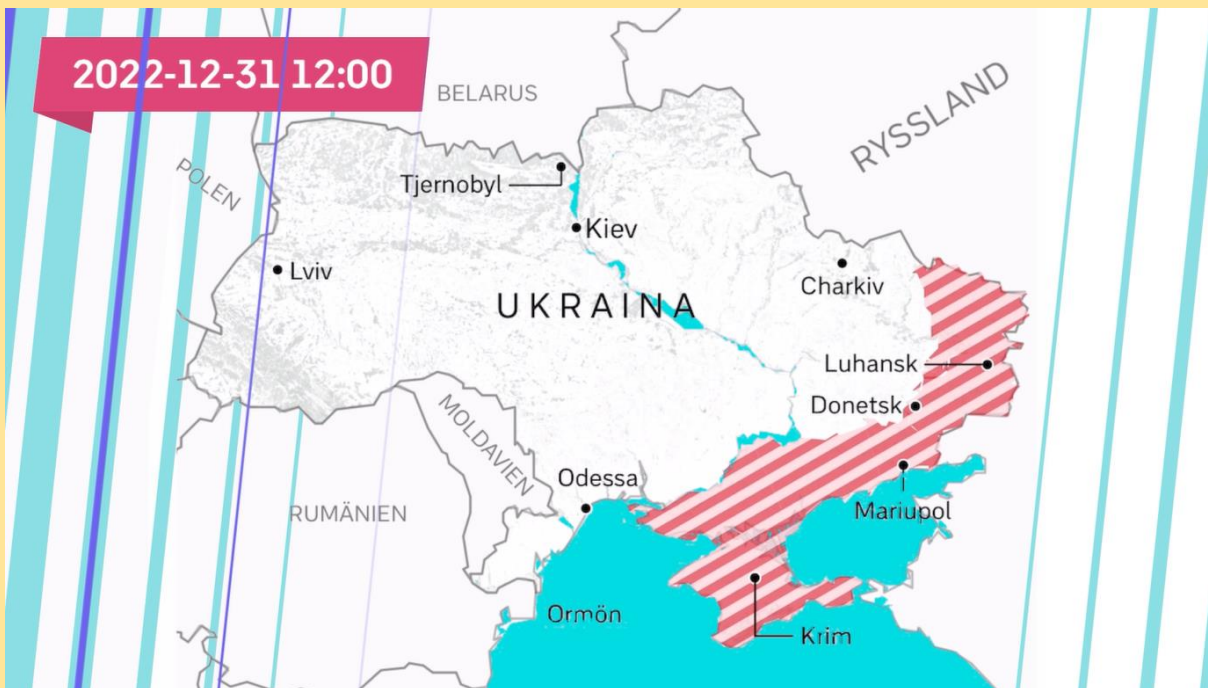 2022-12-31 12:00
BELARUS
RYSSLAND
POLEN
Tjernobyl
Kiev
Lviv
Charkiv
UKRAINA
Luhansk
Donetsk
MOLDAVIEN
Odessa
RUMÄNIEN
Mariupol
Ormön
Krim